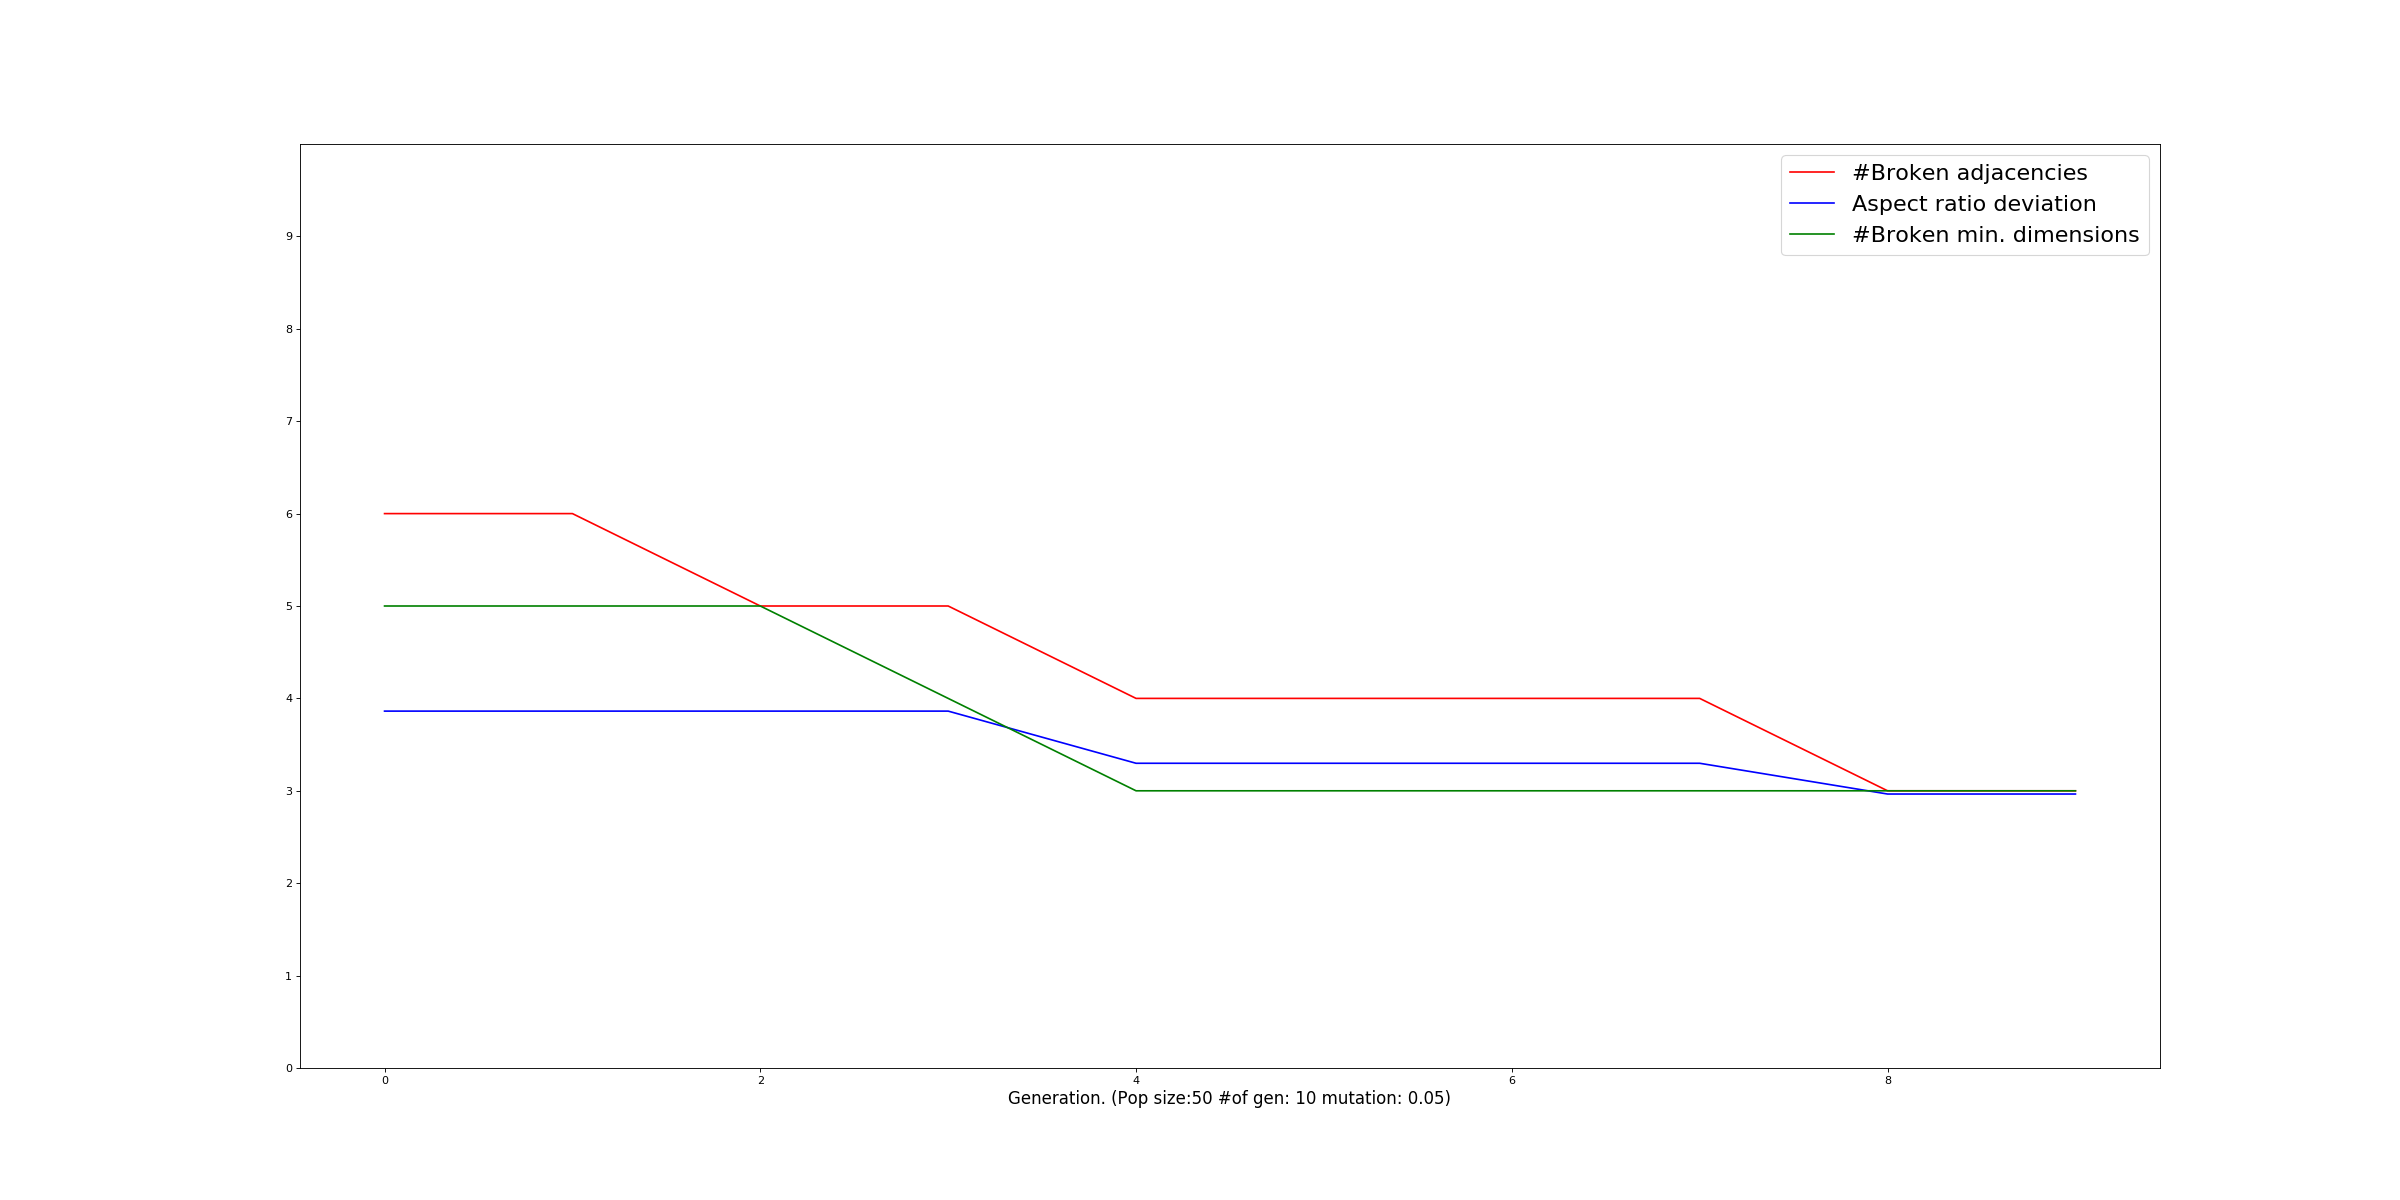 #Broken adjacencies
Aspect ratio deviation
#Broken min. dimensions
9
8
7
6
5
4
3
2
1
0
0 2 4 6 8
Generation. (Pop size:50 #of gen: 10 mutation: 0.05)